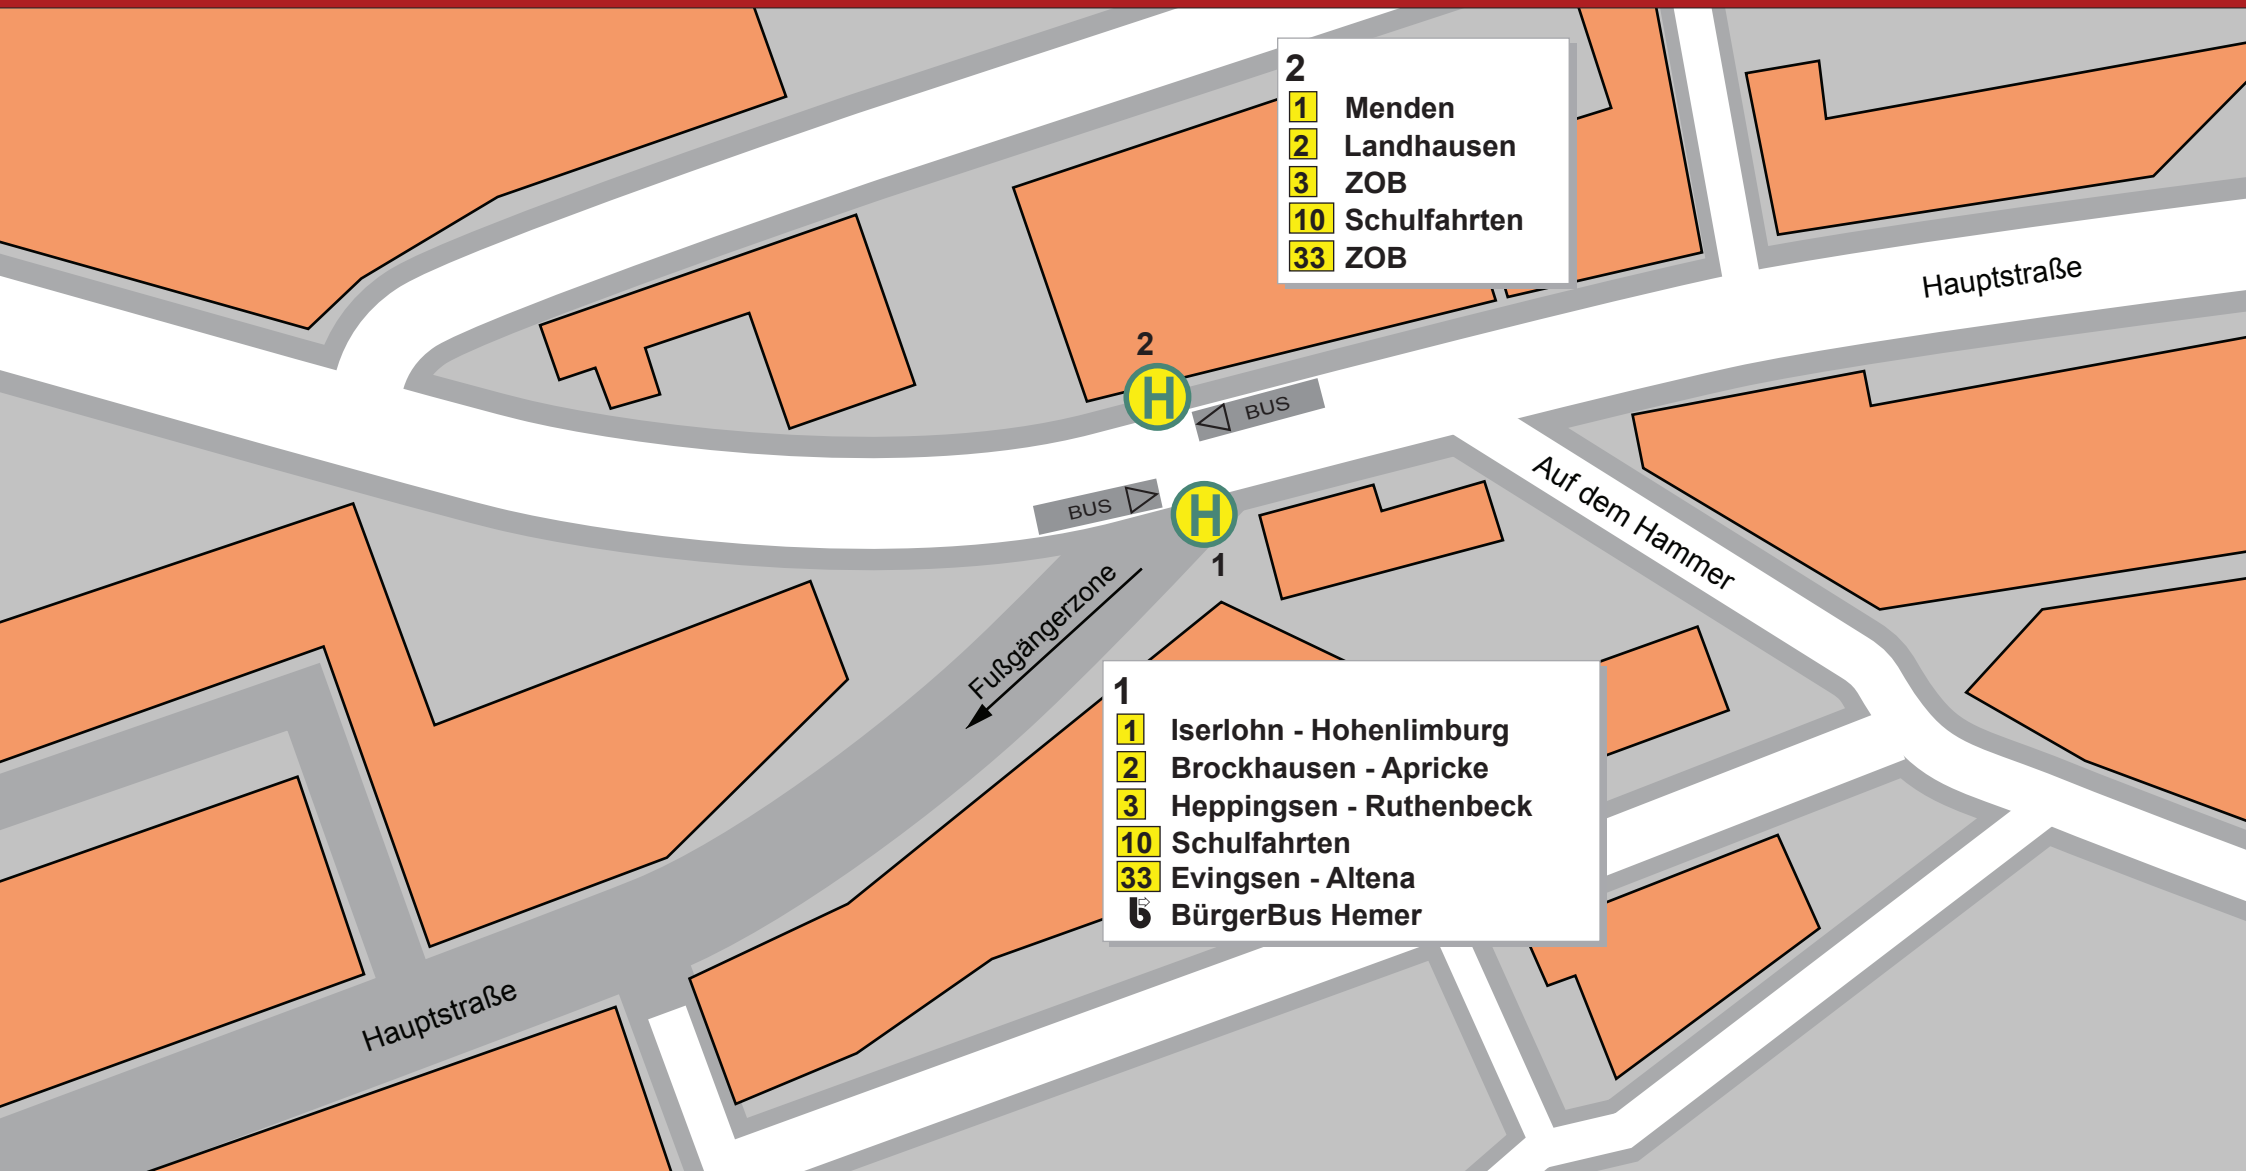 2
1 Menden
2 Landhausen
3 ZOB
10 Schulfahrten
33 ZOB
Hauptstraße
2
H
BUS
BUS
H
1
Auf dem Hammer
Fußgängerzone
1
1 Iserlohn - Hohenlimburg
2 Brockhausen - Apricke
3 Heppingsen - Ruthenbeck
10 Schulfahrten
33 Evingsen - Altena
b BürgerBus Hemer
Hauptstraße